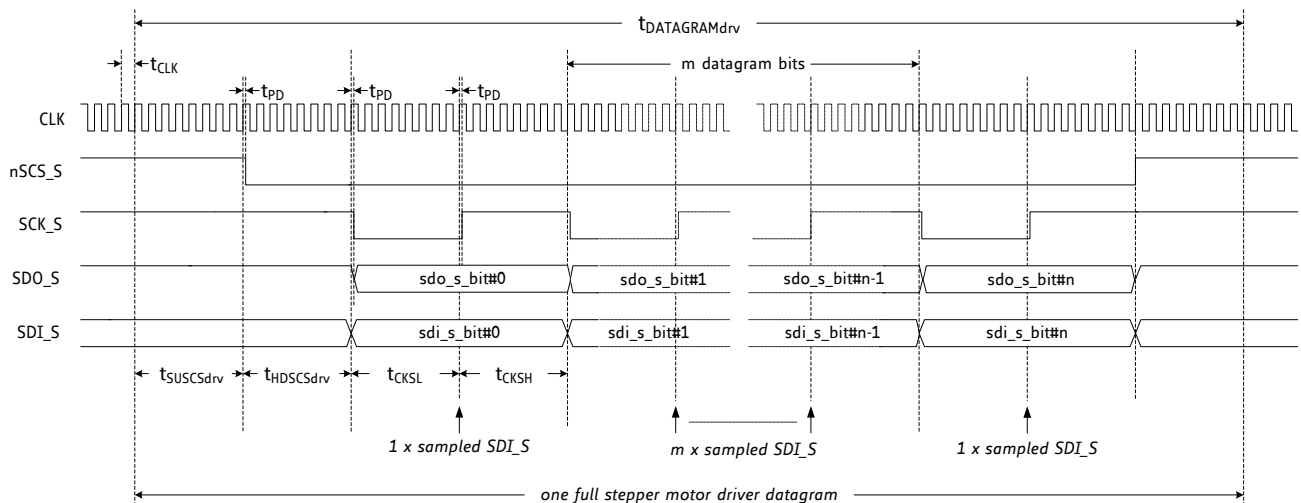 tDATAGRAMdrv
tCLK
m datagram bits
tPD tPD tPD
CLK
nSCS_S
SCK_S
SDO_S sdo_s_bit#0 sdo_s_bit#1 sdo_s_bit#n-1 sdo_s_bit#n
SDI_S sdi_s_bit#0 sdi_s_bit#1 sdi_s_bit#n-1 sdi_s_bit#n
tSUSCSdrv tHDSCSdrv tCKSL tCKSH
1 x sampled SDI_S m x sampled SDI_S 1 x sampled SDI_S
one full stepper motor driver datagram